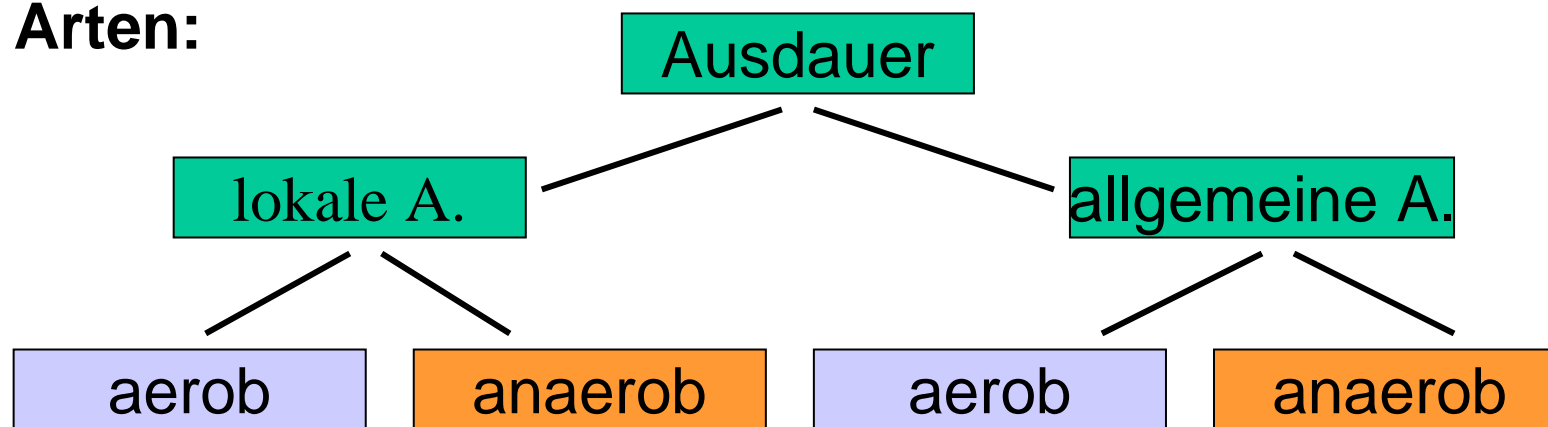 Arten:
Ausdauer
lokale A.
allgemeine A.
aerob
anaerob
aerob
anaerob